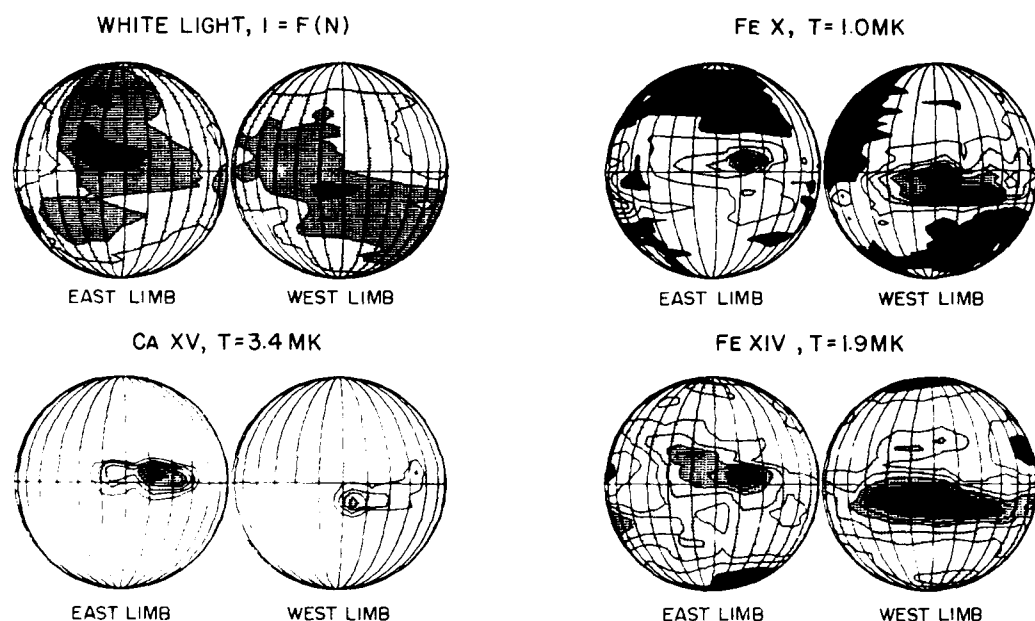 WHITE LIGHT, I = F(N)
FE X, T=1.0MK
EAST LIMB
WEST LIMB
EAST LIMB
WEST LIMB
CA XV, T=3.4MK
FE XIV, T=1.9MK
EAST LIMB
WEST LIMB
EAST LIMB
WEST LIMB